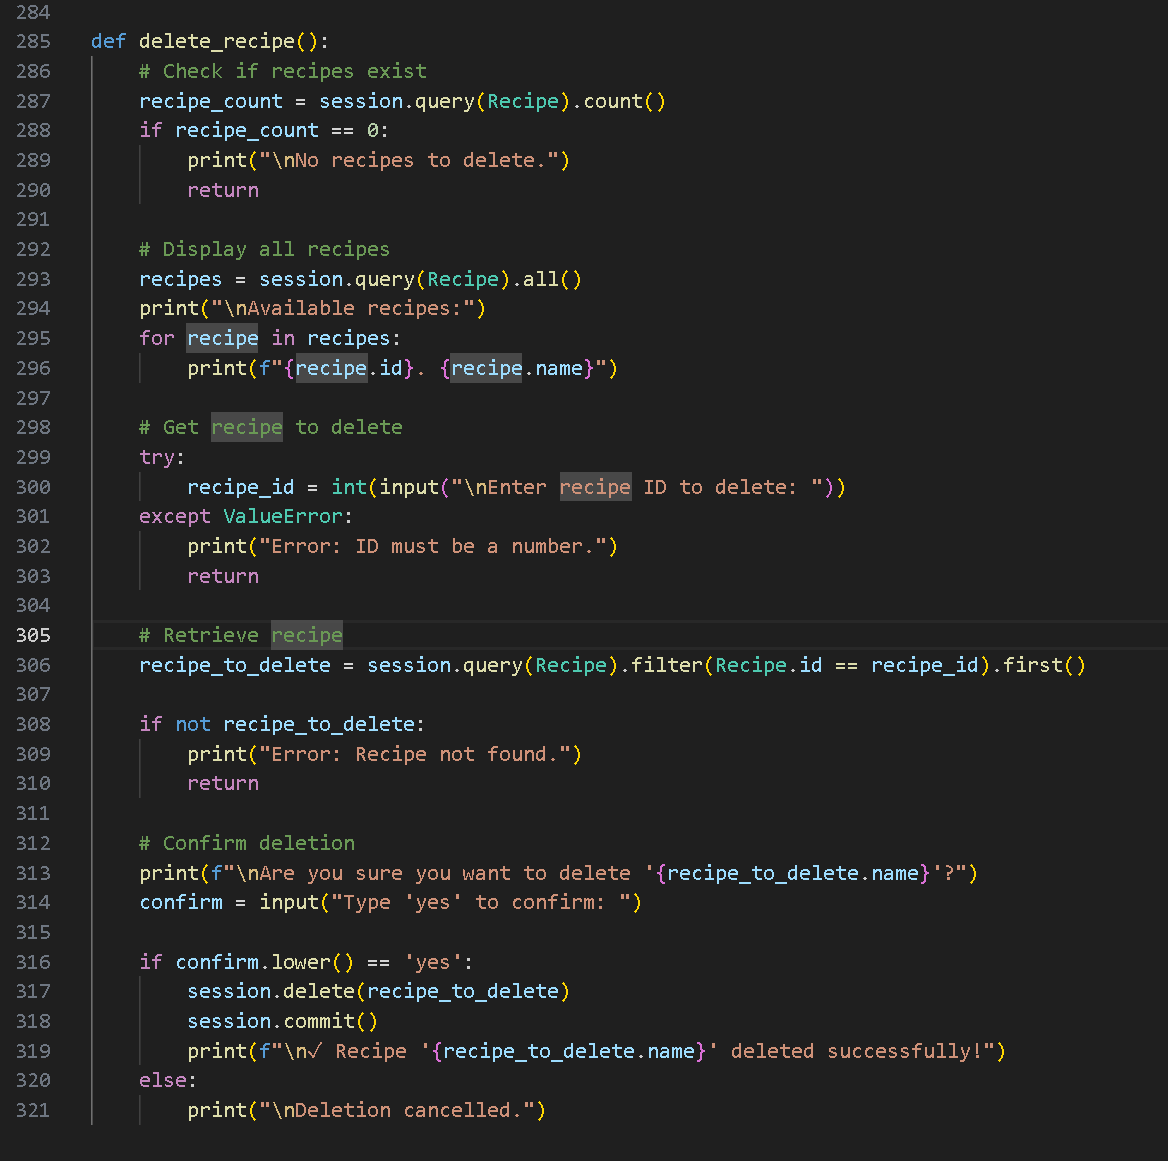 284
285 def delete_recipe():
286     # Check if recipes exist
287     recipe_count = session.query(Recipe).count()
288     if recipe_count == 0:
289         print("\nNo recipes to delete.")
290         return
291
292     # Display all recipes
293     recipes = session.query(Recipe).all()
294     print("\nAvailable recipes:")
295     for recipe in recipes:
296         print(f"{recipe.id}. {recipe.name}")
297
298     # Get recipe to delete
299     try:
300         recipe_id = int(input("\nEnter recipe ID to delete: "))
301     except ValueError:
302         print("Error: ID must be a number.")
303         return
304
305     # Retrieve recipe
306     recipe_to_delete = session.query(Recipe).filter(Recipe.id == recipe_id).first()
307
308     if not recipe_to_delete:
309         print("Error: Recipe not found.")
310         return
311
312     # Confirm deletion
313     print(f"\nAre you sure you want to delete '{recipe_to_delete.name}'?")
314     confirm = input("Type 'yes' to confirm: ")
315
316     if confirm.lower() == 'yes':
317         session.delete(recipe_to_delete)
318         session.commit()
319         print(f"\n✓ Recipe '{recipe_to_delete.name}' deleted successfully!")
320     else:
321         print("\nDeletion cancelled.")